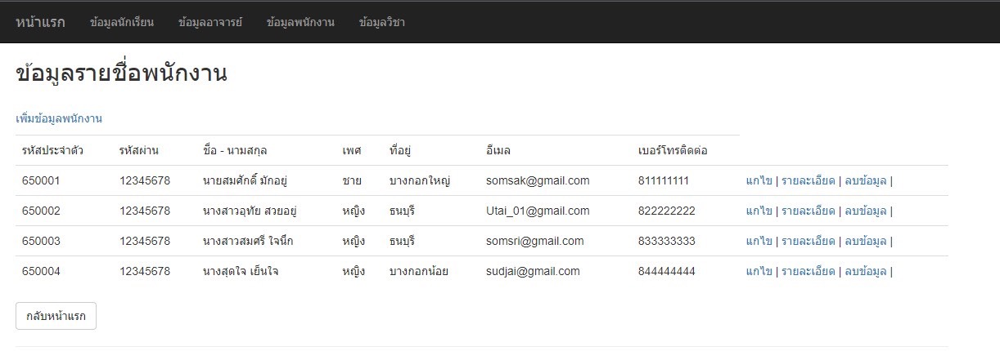 หน้าแรก ข้อมูลนักเรียน ข้อมูลอาจารย์ ข้อมูลพนักงาน ข้อมูลวิชา
ข้อมูลรายชื่อพนักงาน
เพิ่มข้อมูลพนักงาน
รหัสประจำตัว รหัสผ่าน ชื่อ - นามสกุล เพศ ที่อยู่ อีเมล เบอร์โทรติดต่อ
650001 12345678 นายสมศักดิ์ มักอยู่ ชาย บางกอกใหญ่ somsak@gmail.com 811111111 แกไข | รายละเอียด | ลบข้อมูล |
650002 12345678 นางสาวอุทัย สวยอยู่ หญิง ธนบุรี Utai_01@gmail.com 822222222 แกไข | รายละเอียด | ลบข้อมูล |
650003 12345678 นางสาวสมศรี ใจนึก หญิง ธนบุรี somsri@gmail.com 833333333 แกไข | รายละเอียด | ลบข้อมูล |
650004 12345678 นางสุดใจ เย็นใจ หญิง บางกอกน้อย sudjai@gmail.com 844444444 แกไข | รายละเอียด | ลบข้อมูล |
กลับหน้าแรก